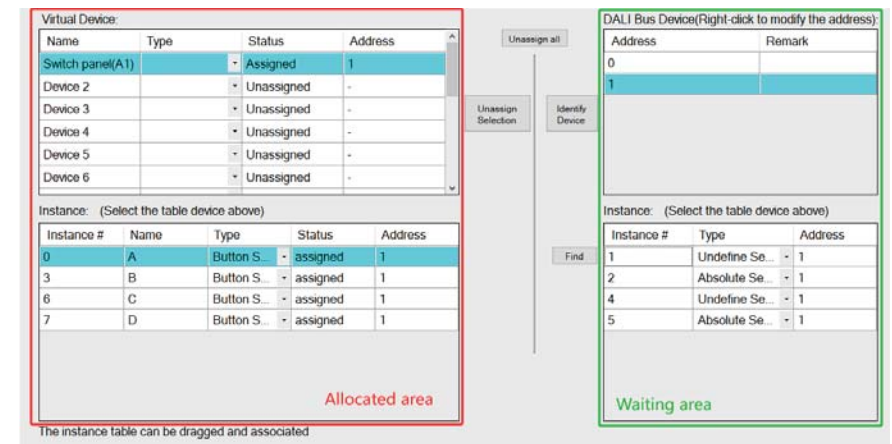 Virtual Device:
Name Type Status Address
Switch panel(A1) Assigned 1
Device 2 Unassigned -
Device 3 Unassigned -
Device 4 Unassigned -
Device 5 Unassigned -
Device 6 Unassigned -
Instance: (Select the table device above)
Instance # Name Type Status Address
0 A Button S... assigned 1
3 B Button S... assigned 1
6 C Button S... assigned 1
7 D Button S... assigned 1
Allocated area
The instance table can be dragged and associated
Unassign all
Unassign
Selection
Identify
Device
Find
DALI Bus Device(Right-click to modify the address):
Address Remark
0
1
Instance: (Select the table device above)
Instance # Type Address
1 Undefine Se... 1
2 Absolute Se... 1
4 Undefine Se... 1
5 Absolute Se... 1
Waiting area